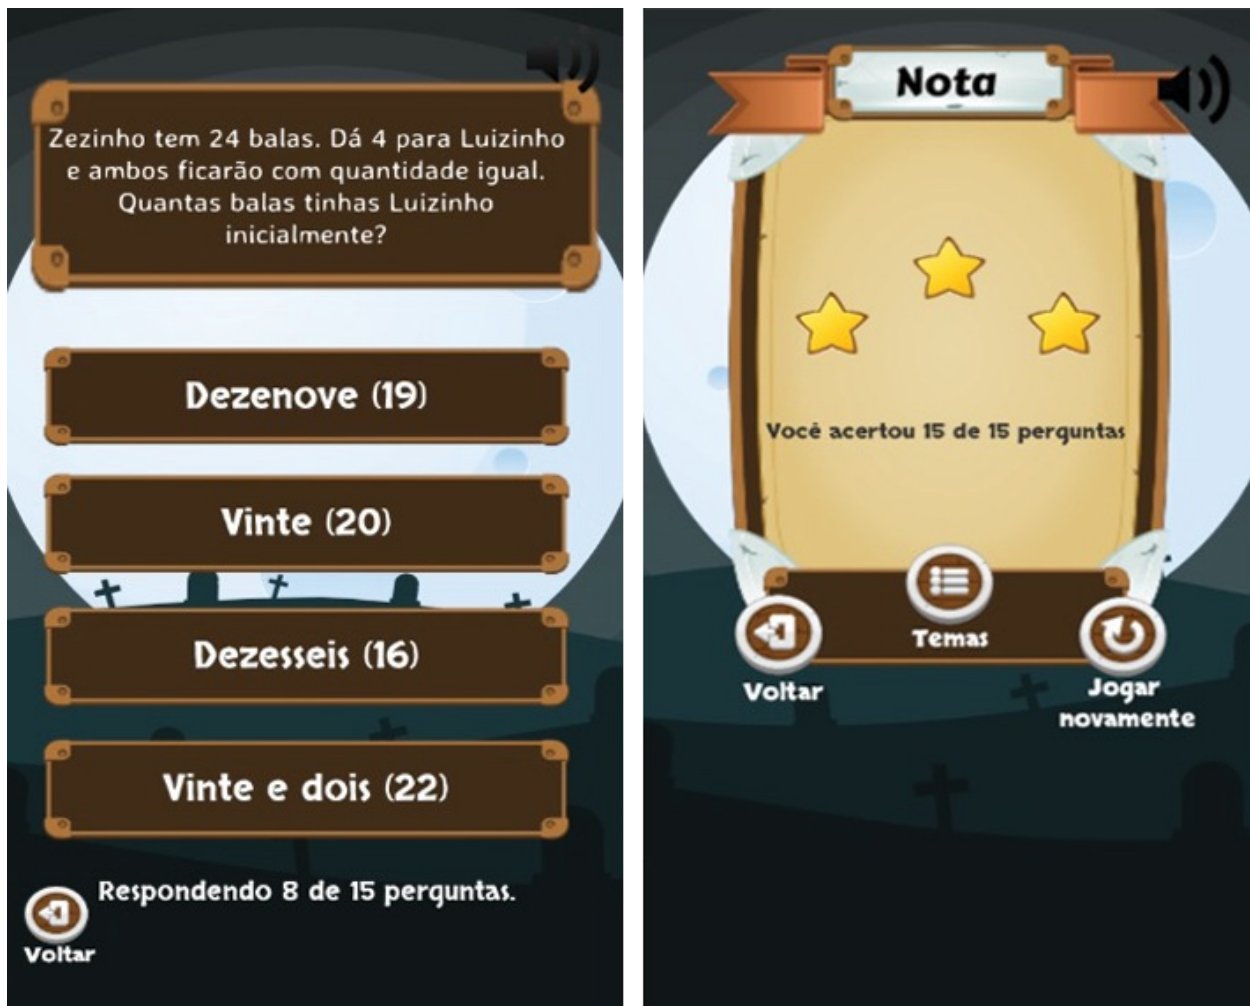 Zezinho tem 24 balas. Dá 4 para Luizinho
e ambos ficarão com quantidade igual.
Quantas balas tinhas Luizinho
inicialmente?
Dezenove (19)
Vinte (20)
Dezesseis (16)
Vinte e dois (22)
Respondendo 8 de 15 perguntas.
Voltar
Nota
Você acertou 15 de 15 perguntas
Temas
Voltar
Jogar
novamente